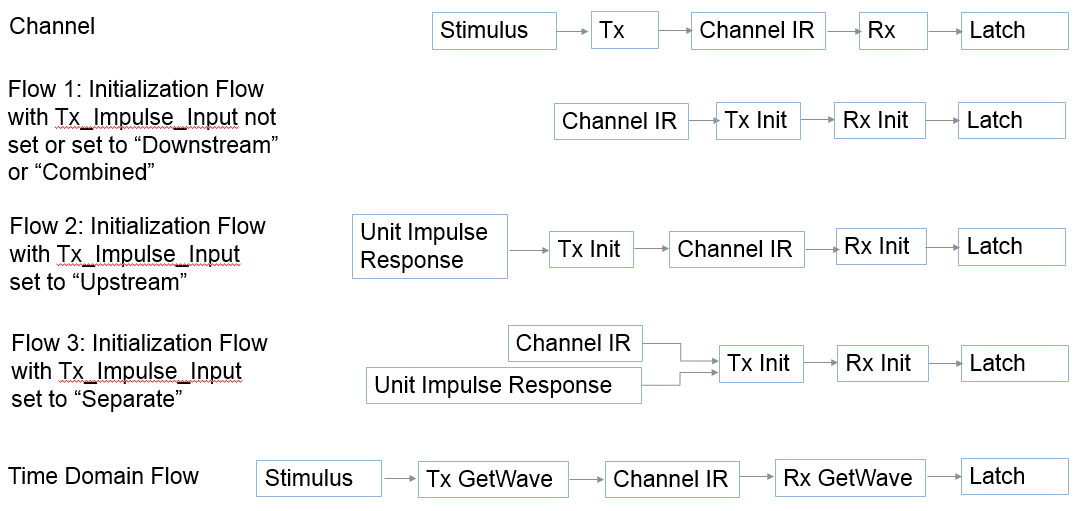 Channel
Stimulus
Tx
Channel IR
Rx
Latch
Flow 1: Initialization Flow
with Tx_Impulse_Input not
set or set to “Downstream”
or “Combined”
Channel IR
Tx Init
Rx Init
Latch
Flow 2: Initialization Flow
with Tx_Impulse_Input
set to “Upstream”
Unit Impulse
Response
Tx Init
Channel IR
Rx Init
Latch
Flow 3: Initialization Flow
with Tx_Impulse_Input
set to “Separate”
Channel IR
Unit Impulse Response
Tx Init
Rx Init
Latch
Time Domain Flow
Stimulus
Tx GetWave
Channel IR
Rx GetWave
Latch